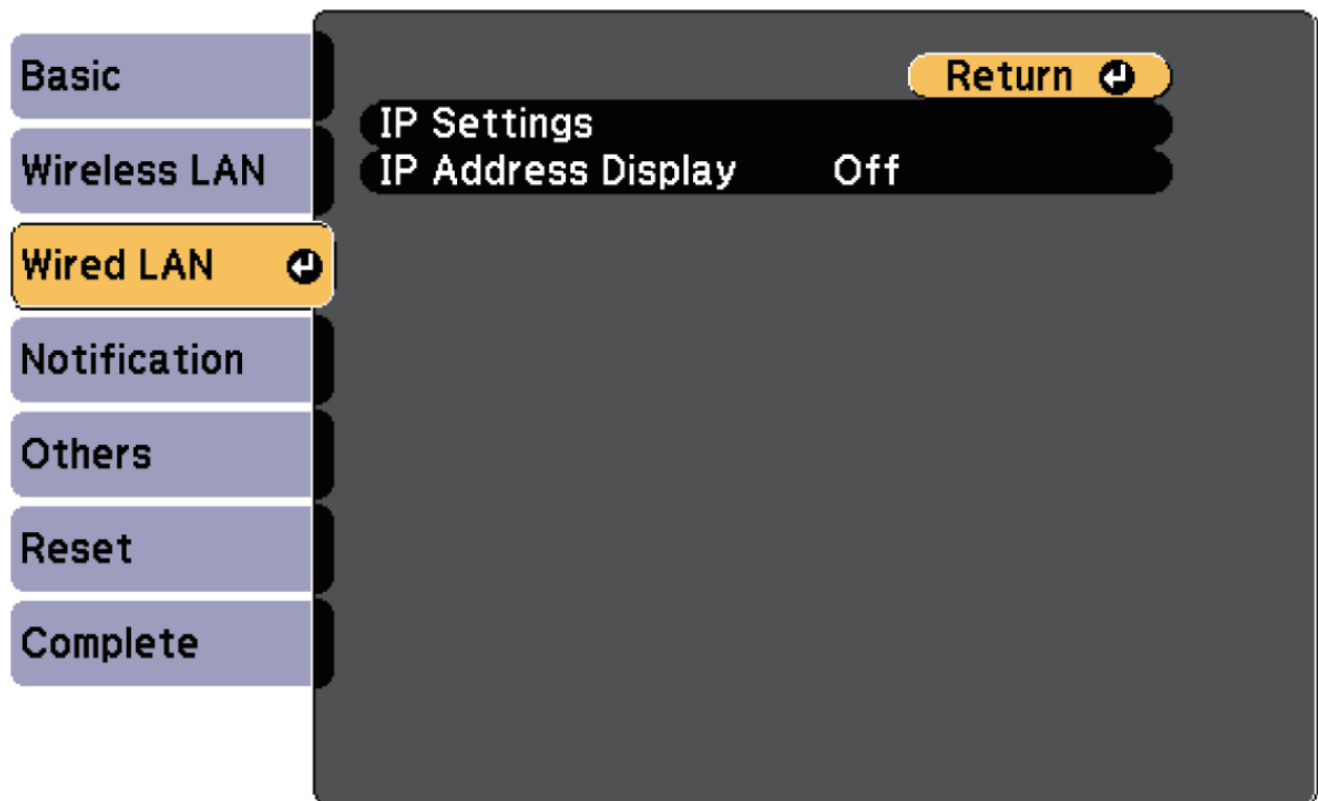 Basic
Wireless LAN
Wired LAN
Notification
Others
Reset
Complete
Return
IP Settings
IP Address Display Off